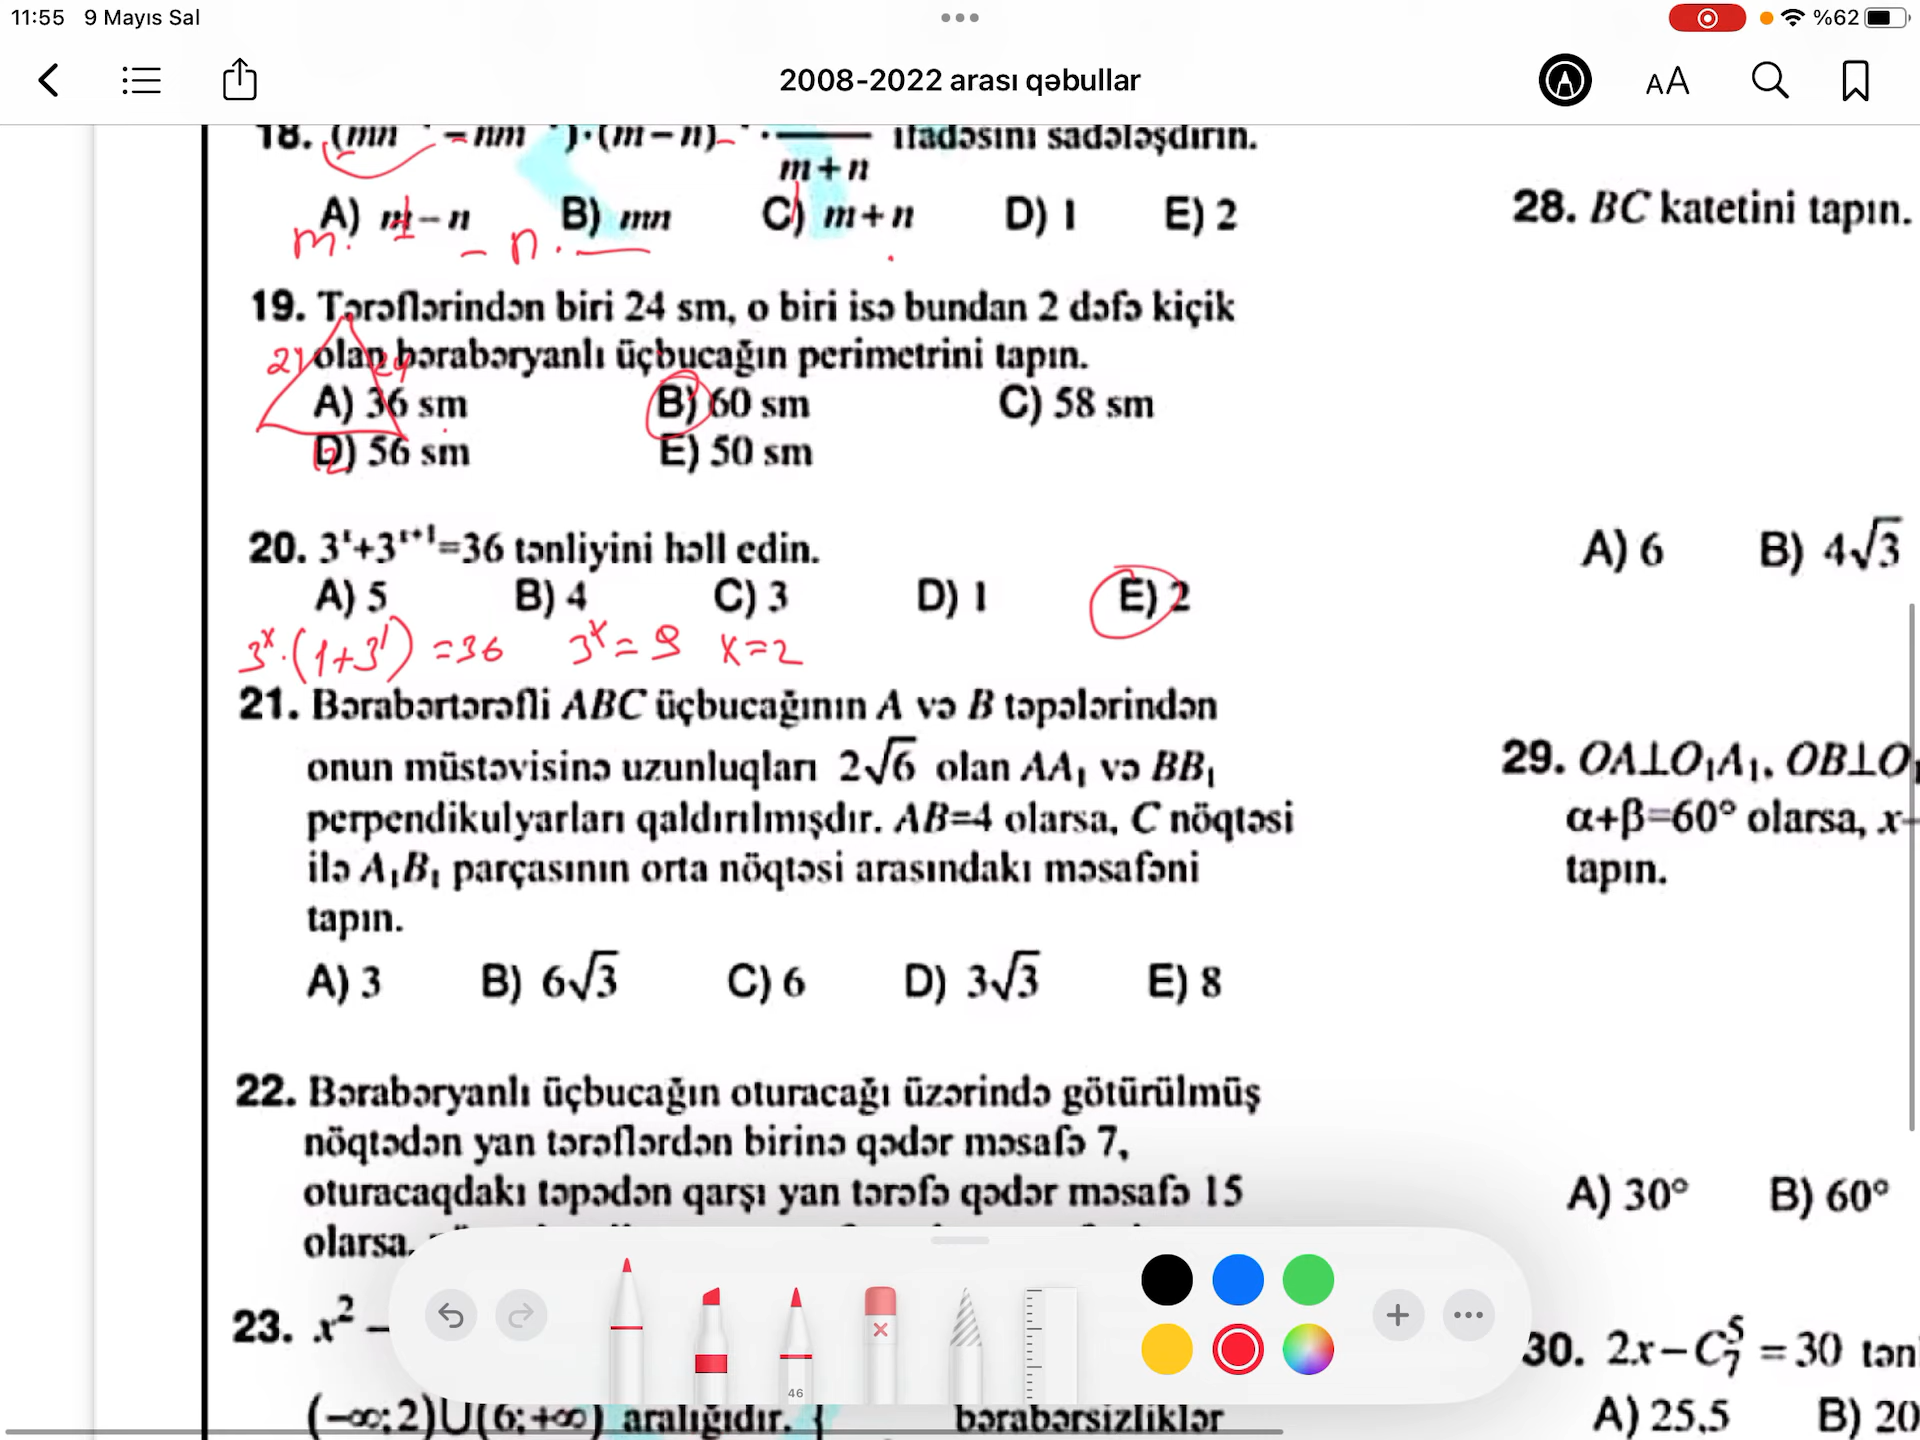 11:55 9 Mayıs Sal
%62
2008-2022 arası qəbullar
AA
18. (mn – nm )·(m–n) · ifadəsini sadələşdirin.
m+n
A) m–n B) mn C) m+n D) 1 E) 2
m· – n ·
19. Tərəflərindən biri 24 sm, o biri isə bundan 2 dəfə kiçik
olan bərabəryanlı üçbucağın perimetrini tapın.
24 24
A) 36 sm B) 60 sm C) 58 sm
D) 56 sm E) 50 sm
12
20. 3ˣ+3ˣ⁺¹=36 tənliyini həll edin.
A) 5 B) 4 C) 3 D) 1 E) 2
3ˣ·(1+3¹) =36 3ˣ=9 x=2
21. Bərabərtərəfli ABC üçbucağının A və B təpələrindən
onun müstəvisinə uzunluqları 2√6 olan AA₁ və BB₁
perpendikulyarları qaldırılmışdır. AB=4 olarsa, C nöqtəsi
ilə A₁B₁ parçasının orta nöqtəsi arasındakı məsafəni
tapın.
A) 3 B) 6√3 C) 6 D) 3√3 E) 8
22. Bərabəryanlı üçbucağın oturacağı üzərində götürülmüş
nöqtədən yan tərəflərdən birinə qədər məsafə 7,
oturacaqdakı təpədən qarşı yan tərəfə qədər məsafə 15
olarsa,
23. x² –
(–∞; 2)∪(6; +∞) aralığıdır. { bərabərsizliklər
28. BC katetini tapın.
A) 6 B) 4√3
29. OA⊥O₁A₁, OB⊥O₁
α+β=60° olarsa, x–
tapın.
A) 30° B) 60°
30. 2x–C₇⁵ = 30 tən
A) 25,5 B) 20
46